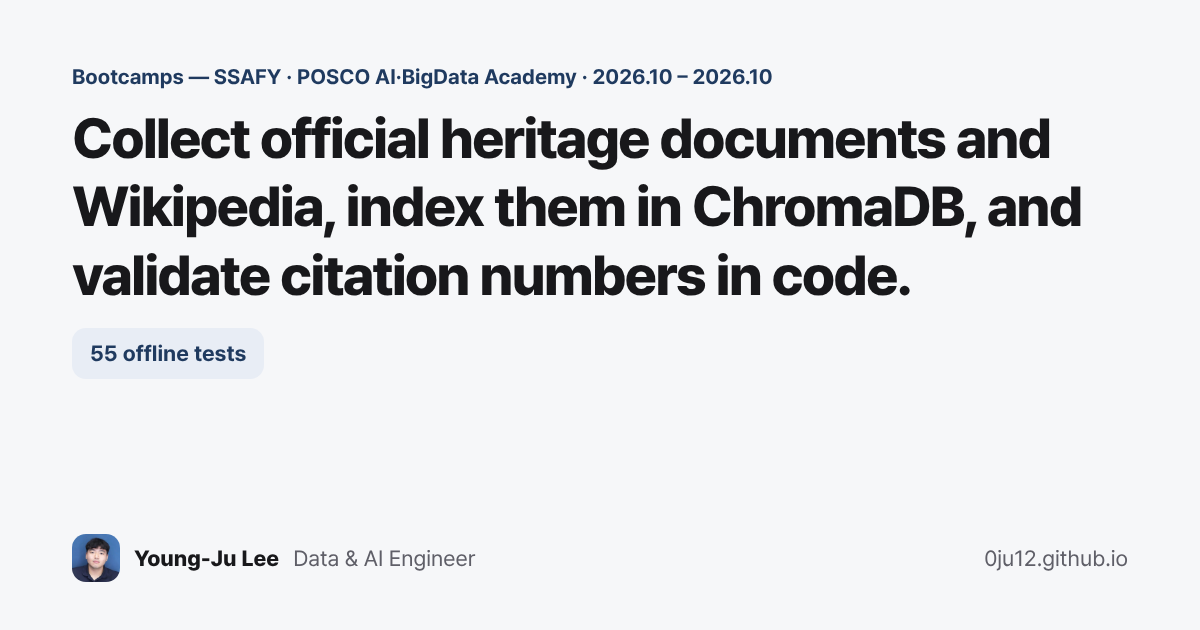 Bootcamps — SSAFY · POSCO AI·BigData Academy · 2026.10 – 2026.10
Collect official heritage documents and
Wikipedia, index them in ChromaDB, and
validate citation numbers in code.
55 offline tests
Young-Ju Lee Data & AI Engineer
0ju12.github.io